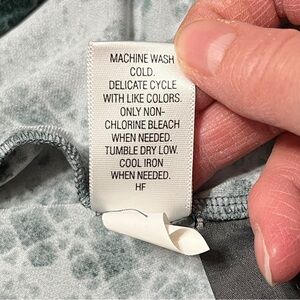 MACHINE WASH
COLD.
DELICATE CYCLE
WITH LIKE COLORS.
ONLY NON-
CHLORINE BLEACH
WHEN NEEDED.
TUMBLE DRY LOW.
COOL IRON
WHEN NEEDED.
HF